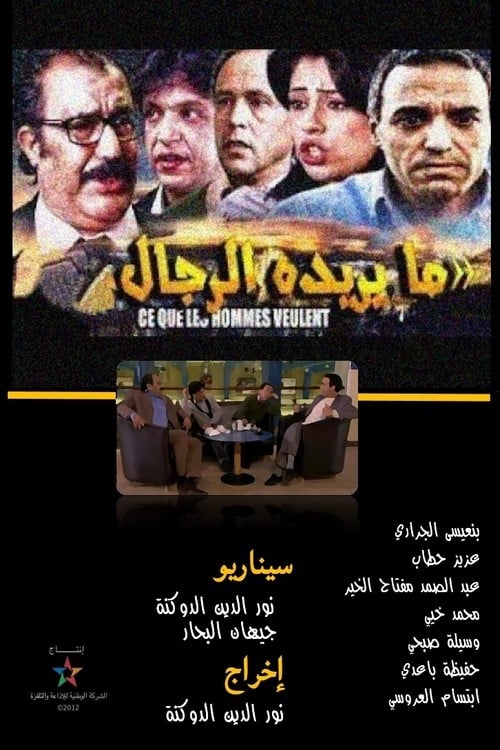 ما يريده الرجال
CE QUE LES HOMMES VEULENT
بنعيسى الجراري
عزيز حطاب
عبد الصمد مفتاح الخير
محمد خيي
وسيلة صبحي
حفيظة باعدي
ابتسام العروسي
سيناريو
نور الدين الدوكنة
جيهان البحار
إخراج
نور الدين الدوكنة
إنتاج
الشركة الوطنية للإذاعة والتلفزة
©2012